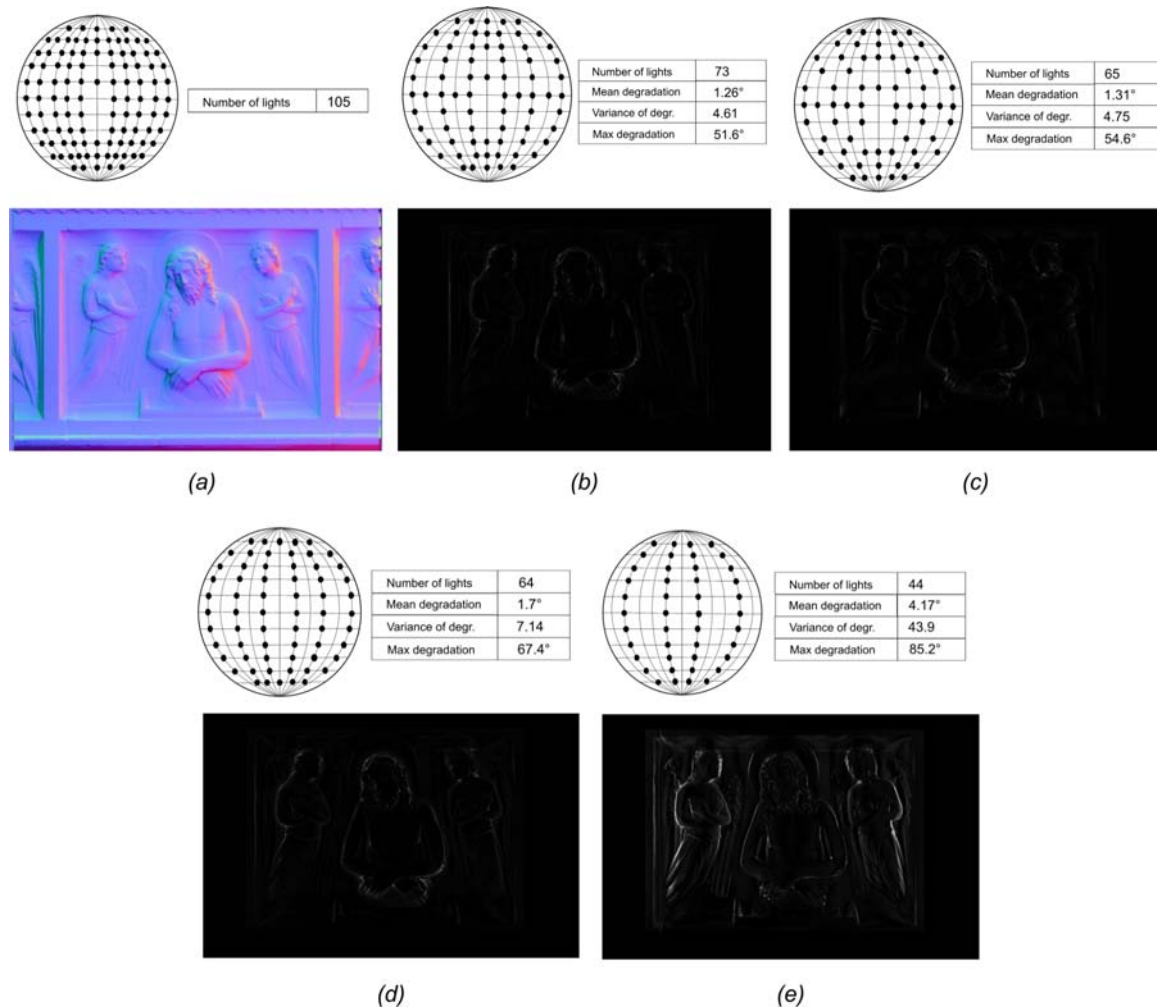 Number of lights 105
Number of lights 73
Mean degradation 1.26°
Variance of degr. 4.61
Max degradation 51.6°
Number of lights 65
Mean degradation 1.31°
Variance of degr. 4.75
Max degradation 54.6°
(a)
(b)
(c)
Number of lights 64
Mean degradation 1.7°
Variance of degr. 7.14
Max degradation 67.4°
Number of lights 44
Mean degradation 4.17°
Variance of degr. 43.9
Max degradation 85.2°
(d)
(e)